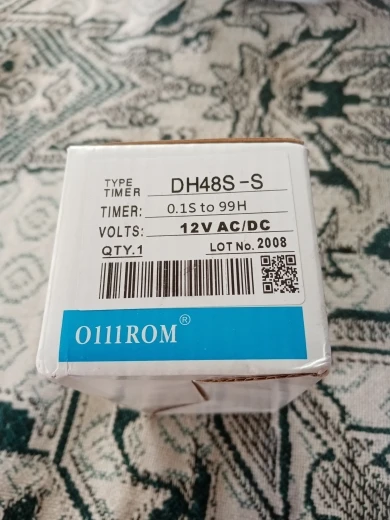 TYPE
TIMER DH48S-S
TIMER: 0.1S to 99H
VOLTS: 12V AC/DC
QTY.1 LOT No. 2008
O111ROM®